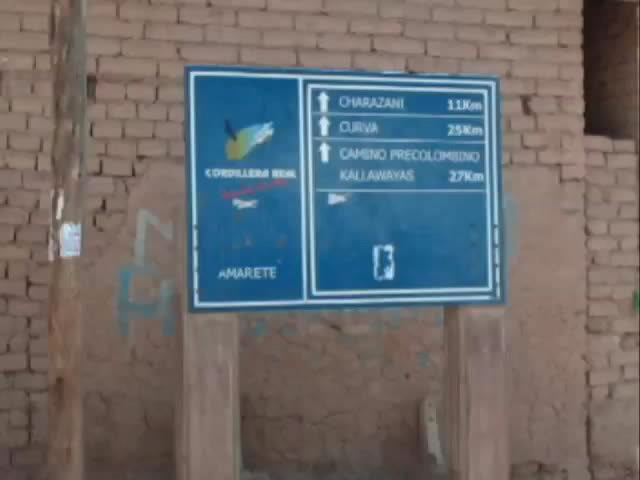 CORDILLERA REAL
AMARETE
CHARAZANI 11Km
CURVA 25Km
CAMINO PRECOLOMBINO
KALLAWAYAS 27Km